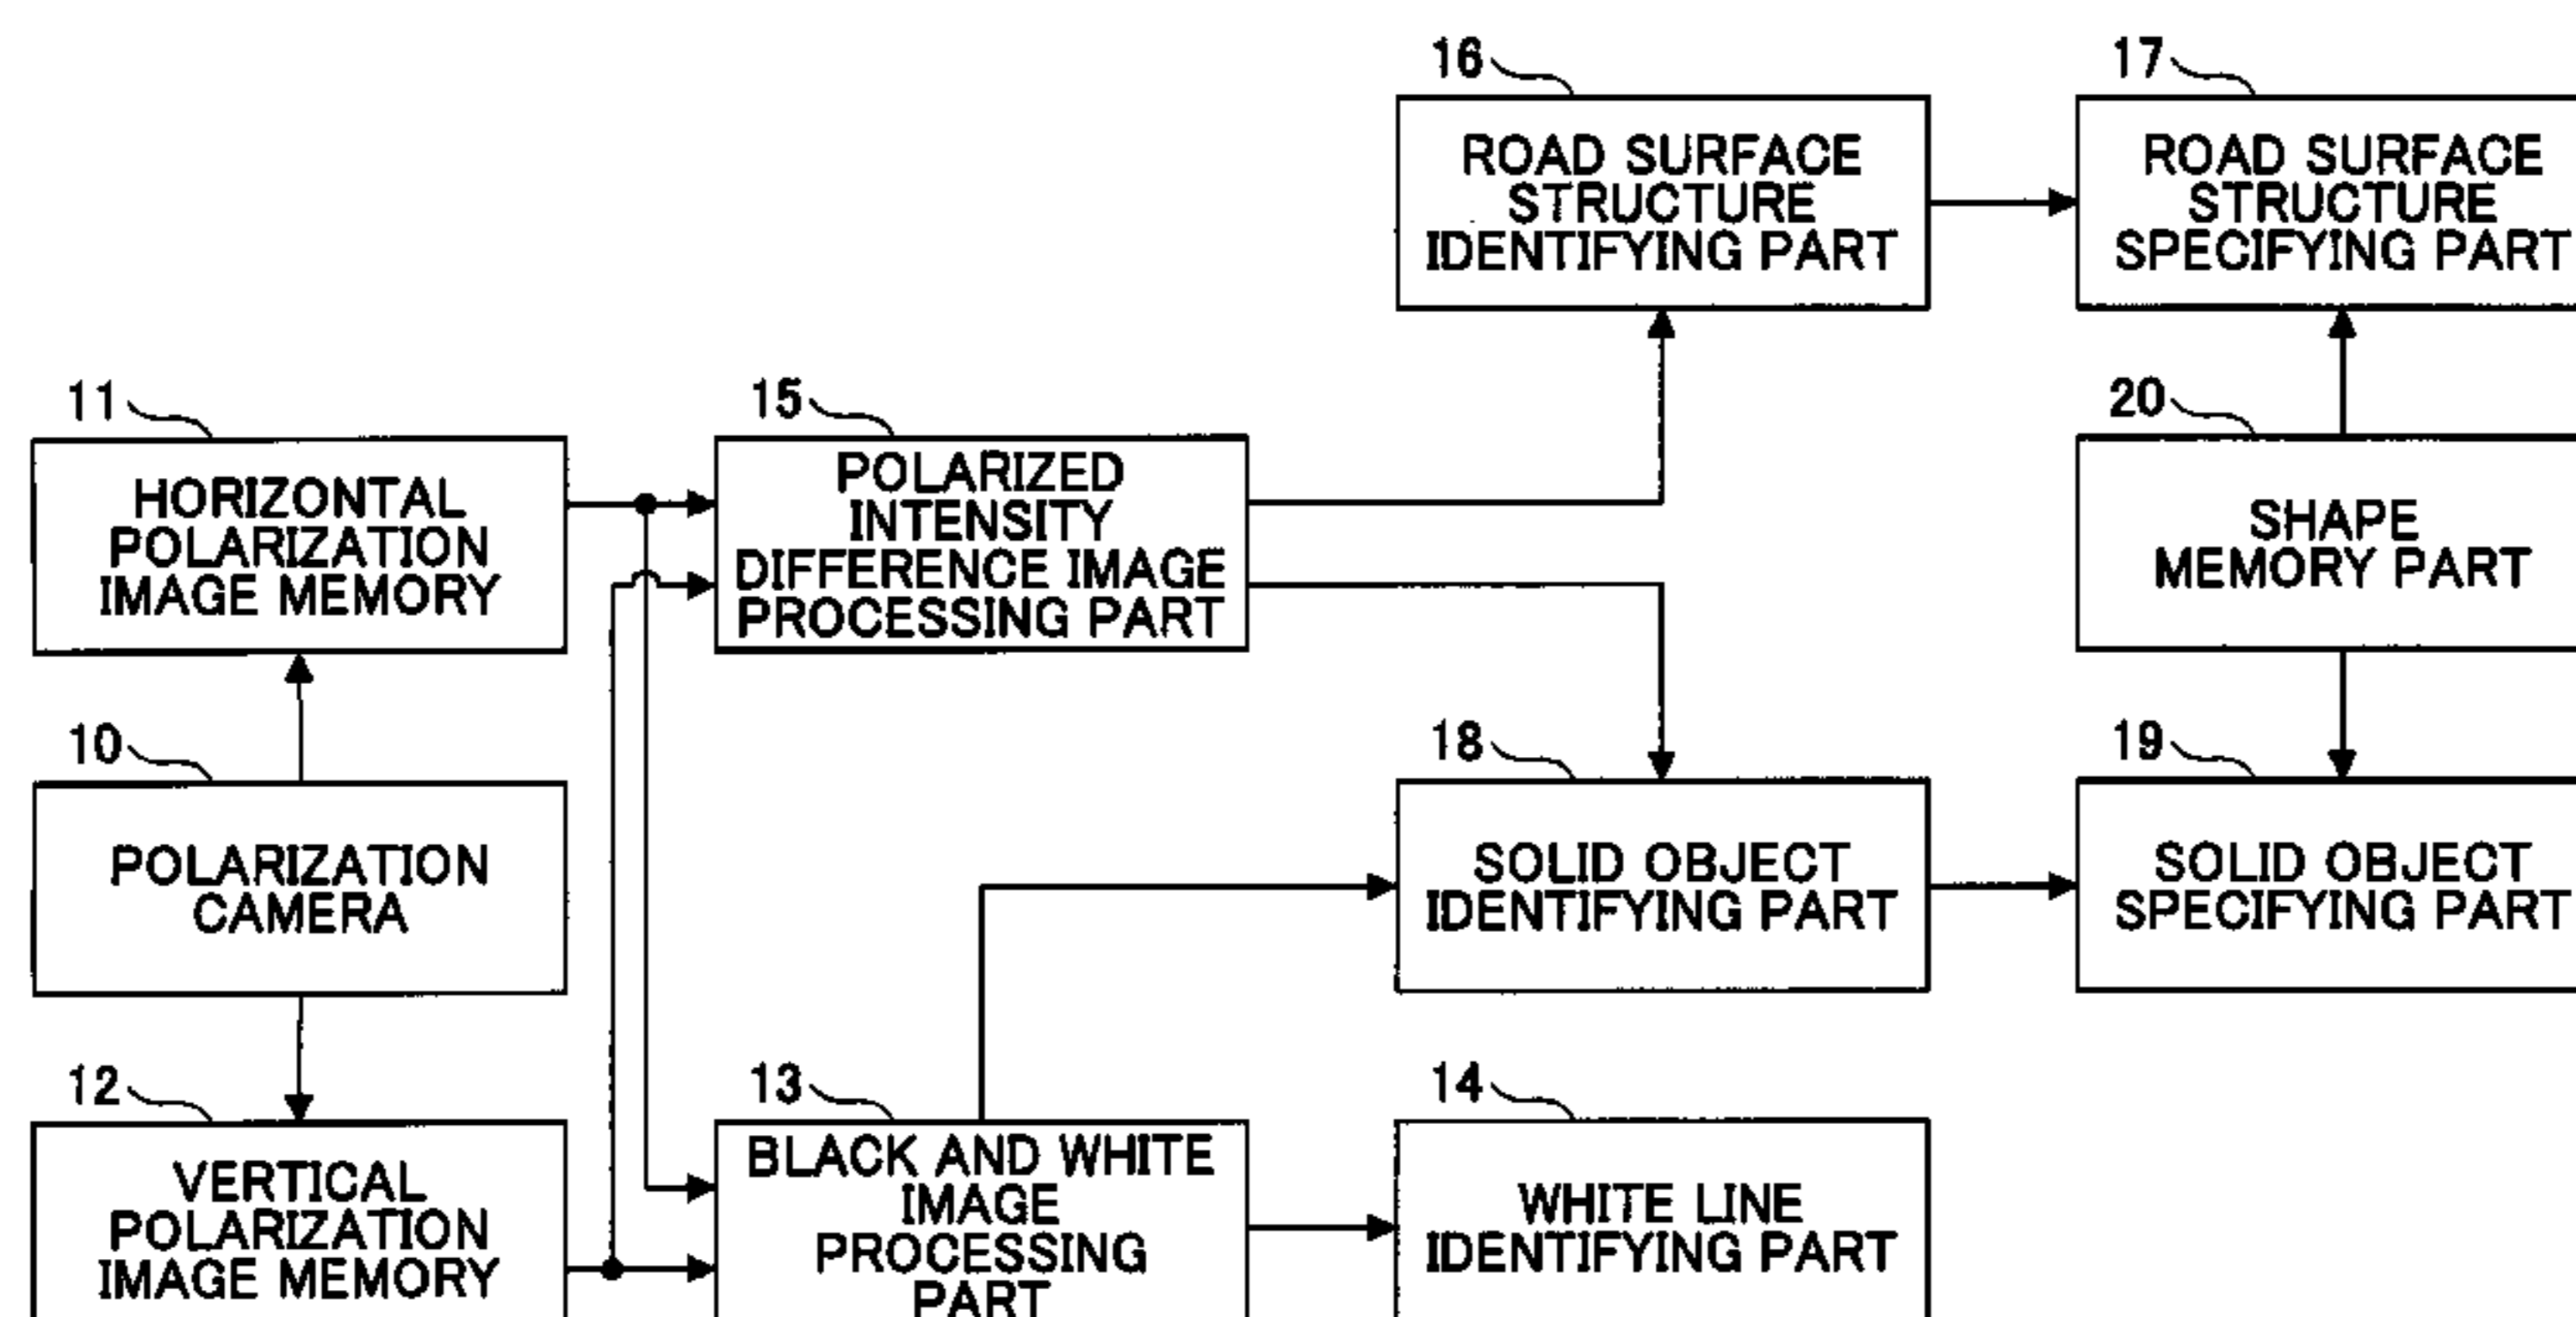 16
ROAD SURFACE
STRUCTURE
IDENTIFYING PART
17
ROAD SURFACE
STRUCTURE
SPECIFYING PART
11
HORIZONTAL
POLARIZATION
IMAGE MEMORY
15
POLARIZED
INTENSITY
DIFFERENCE IMAGE
PROCESSING PART
20
SHAPE
MEMORY PART
10
POLARIZATION
CAMERA
18
SOLID OBJECT
IDENTIFYING PART
19
SOLID OBJECT
SPECIFYING PART
12
VERTICAL
POLARIZATION
IMAGE MEMORY
13
BLACK AND WHITE
IMAGE
PROCESSING
PART
14
WHITE LINE
IDENTIFYING PART